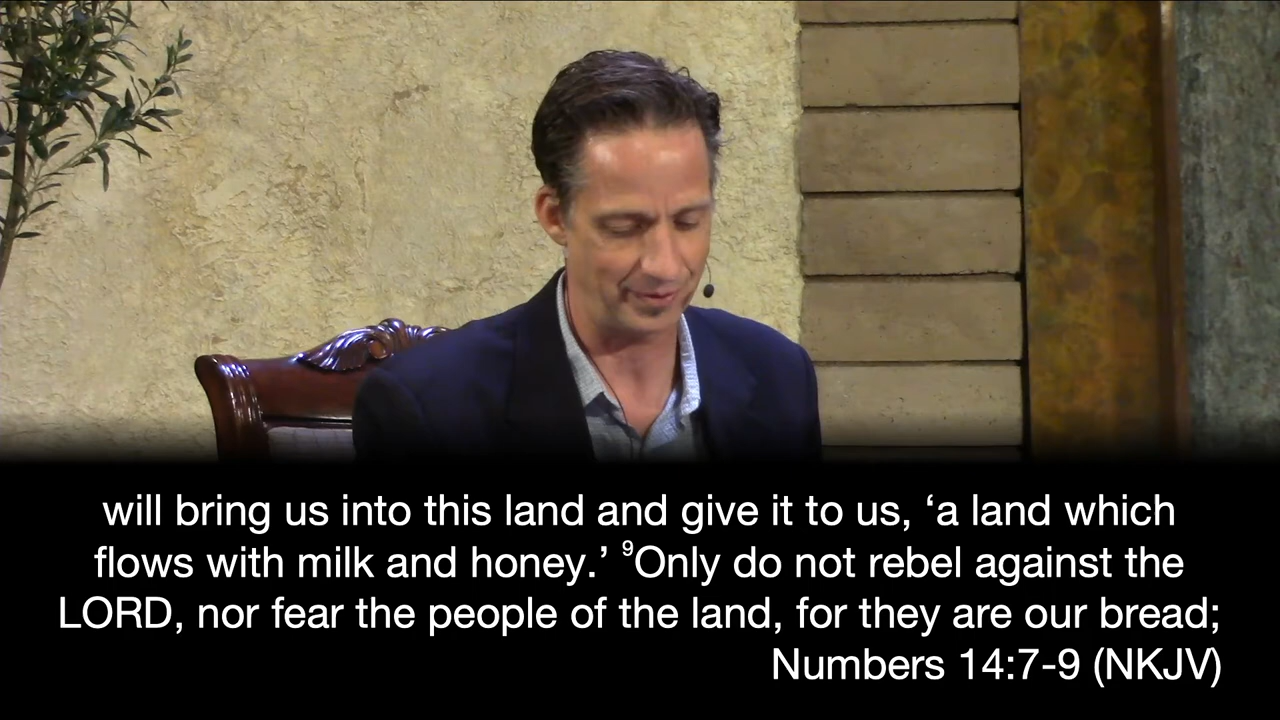 will bring us into this land and give it to us, ‘a land which
flows with milk and honey.’ ⁹Only do not rebel against the
LORD, nor fear the people of the land, for they are our bread;
Numbers 14:7-9 (NKJV)